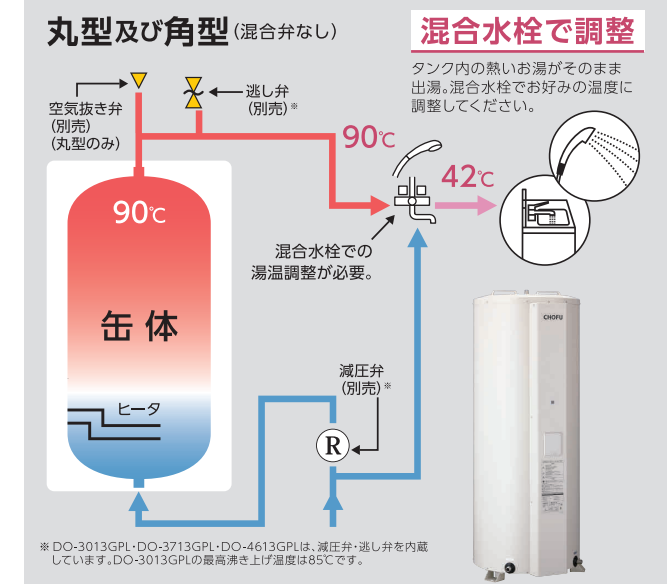 丸型及び角型(混合弁なし)
混合水栓で調整
タンク内の熱いお湯がそのまま
出湯。混合水栓でお好みの温度に
調整してください。
空気抜き弁
(別売)
(丸型のみ)
逃し弁
(別売)※
90℃
42℃
90℃
混合水栓での
湯温調整が必要。
缶体
ヒータ
減圧弁
(別売)※
R
CHOFU
※ DO-3013GPL・DO-3713GPL・DO-4613GPLは、減圧弁・逃し弁を内蔵
しています。DO-3013GPLの最高沸き上げ温度は85℃です。